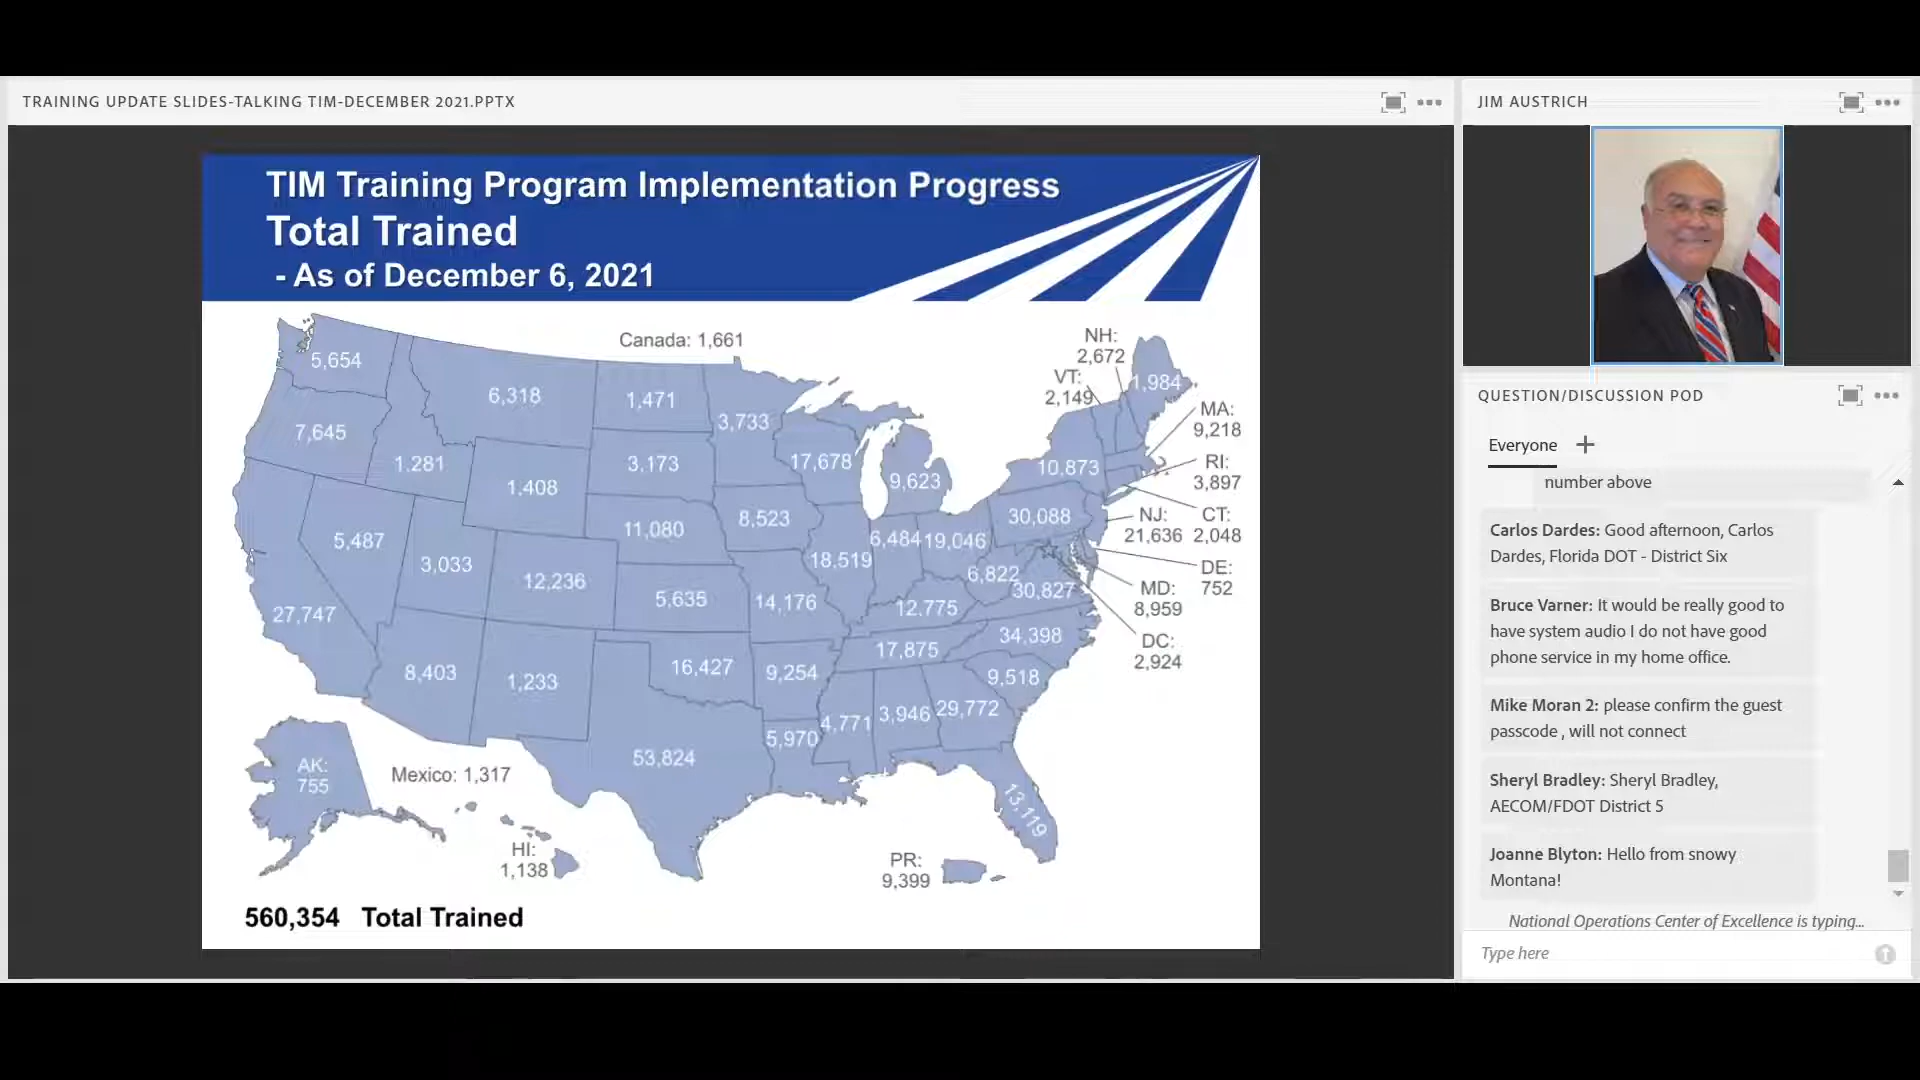 TRAINING UPDATE SLIDES-TALKING TIM-DECEMBER 2021.PPTX
TIM Training Program Implementation Progress
Total Trained
- As of December 6, 2021
Canada: 1,661
NH:
2,672
VT:
2,149
1,984
MA:
9,218
RI:
3,897
CT:
2,048
NJ:
21,636
DE:
752
MD:
8,959
DC:
2,924
5,654
6,318
1,471
3,733
7,645
1.281
1,408
3,173
17,678
9,623
10,873
30,088
5,487
3,033
12,236
11,080
8,523
18,519
6,484
19,046
6,822
30,827
27,747
5,635
14,176
12,775
34,398
17,875
8,403
1,233
16,427
9,254
9,518
4,771
3,946
29,772
5,970
53,824
13,119
AK:
755
Mexico: 1,317
HI:
1,138
PR:
9,399
560,354 Total Trained
JIM AUSTRICH
QUESTION/DISCUSSION POD
Everyone +
number above
Carlos Dardes: Good afternoon, Carlos
Dardes, Florida DOT - District Six
Bruce Varner: It would be really good to
have system audio I do not have good
phone service in my home office.
Mike Moran 2: please confirm the guest
passcode , will not connect
Sheryl Bradley: Sheryl Bradley,
AECOM/FDOT District 5
Joanne Blyton: Hello from snowy
Montana!
National Operations Center of Excellence is typing...
Type here